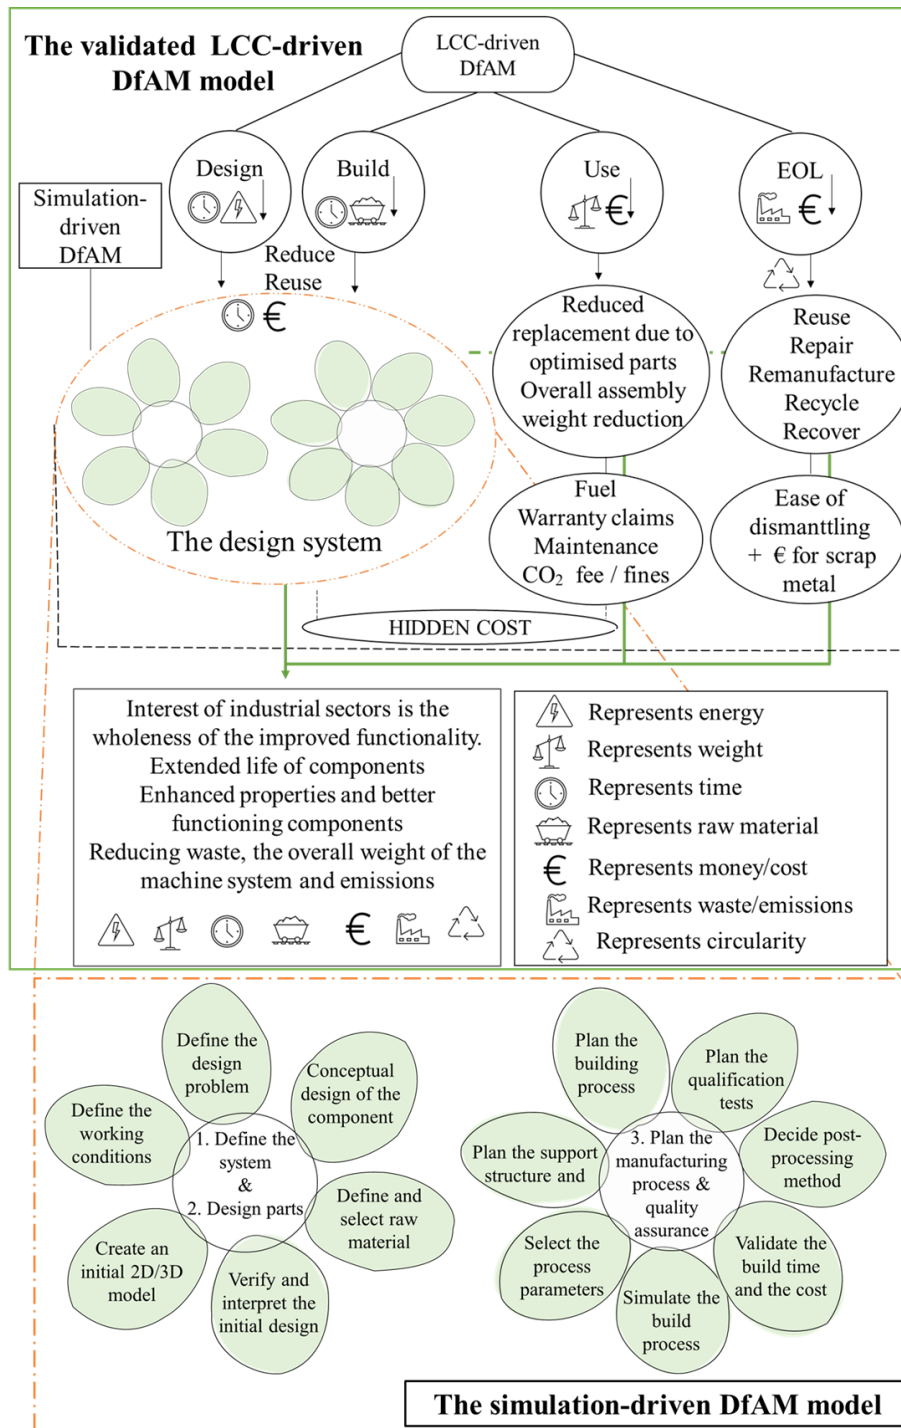 The validated LCC-driven
DfAM model
LCC-driven
DfAM
Design
Build
Use
€
EOL
€
Simulation-
driven
DfAM
Reduce
Reuse
€
The design system
Reduced
replacement due to
optimised parts
Overall assembly
weight reduction
Reuse
Repair
Remanufacture
Recycle
Recover
Fuel
Warranty claims
Maintenance
CO₂ fee / fines
Ease of
dismanttling
+ € for scrap
metal
HIDDEN COST
Interest of industrial sectors is the
wholeness of the improved functionality.
Extended life of components
Enhanced properties and better
functioning components
Reducing waste, the overall weight of the
machine system and emissions
€
Represents energy
Represents weight
Represents time
Represents raw material
€ Represents money/cost
Represents waste/emissions
Represents circularity
Define the
design
problem
Conceptual
design of the
component
Define the
working
conditions
1. Define the
system
&
2. Design parts
Define and
select raw
material
Create an
initial 2D/3D
model
Verify and
interpret the
initial design
Plan the
building
process
Plan the
qualification
tests
Plan the support
structure and
3. Plan the
manufacturing
process &
quality
assurance
Decide post-
processing
method
Select the
process
parameters
Validate the
build time
and the cost
Simulate the
build
process
The simulation-driven DfAM model